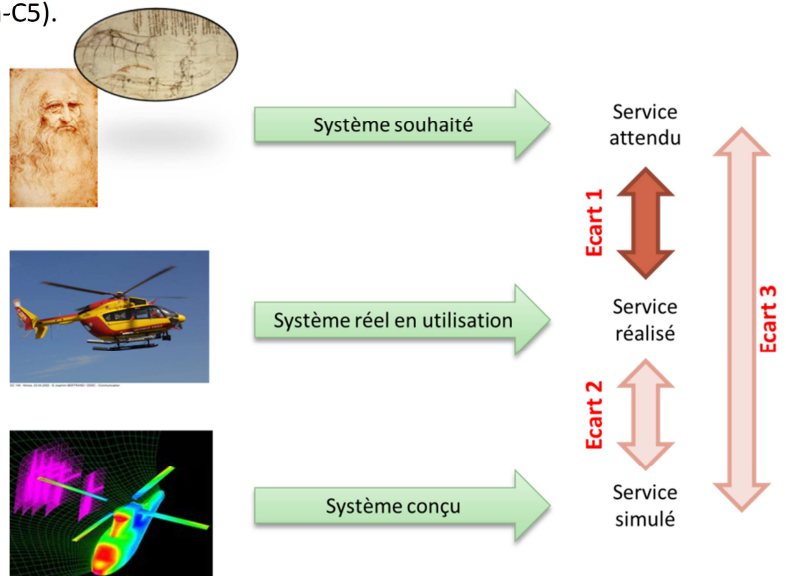 -C5).
Système souhaité
Service
attendu
Ecart 1
Système réel en utilisation
Service
réalisé
Ecart 3
Ecart 2
Système conçu
Service
simulé